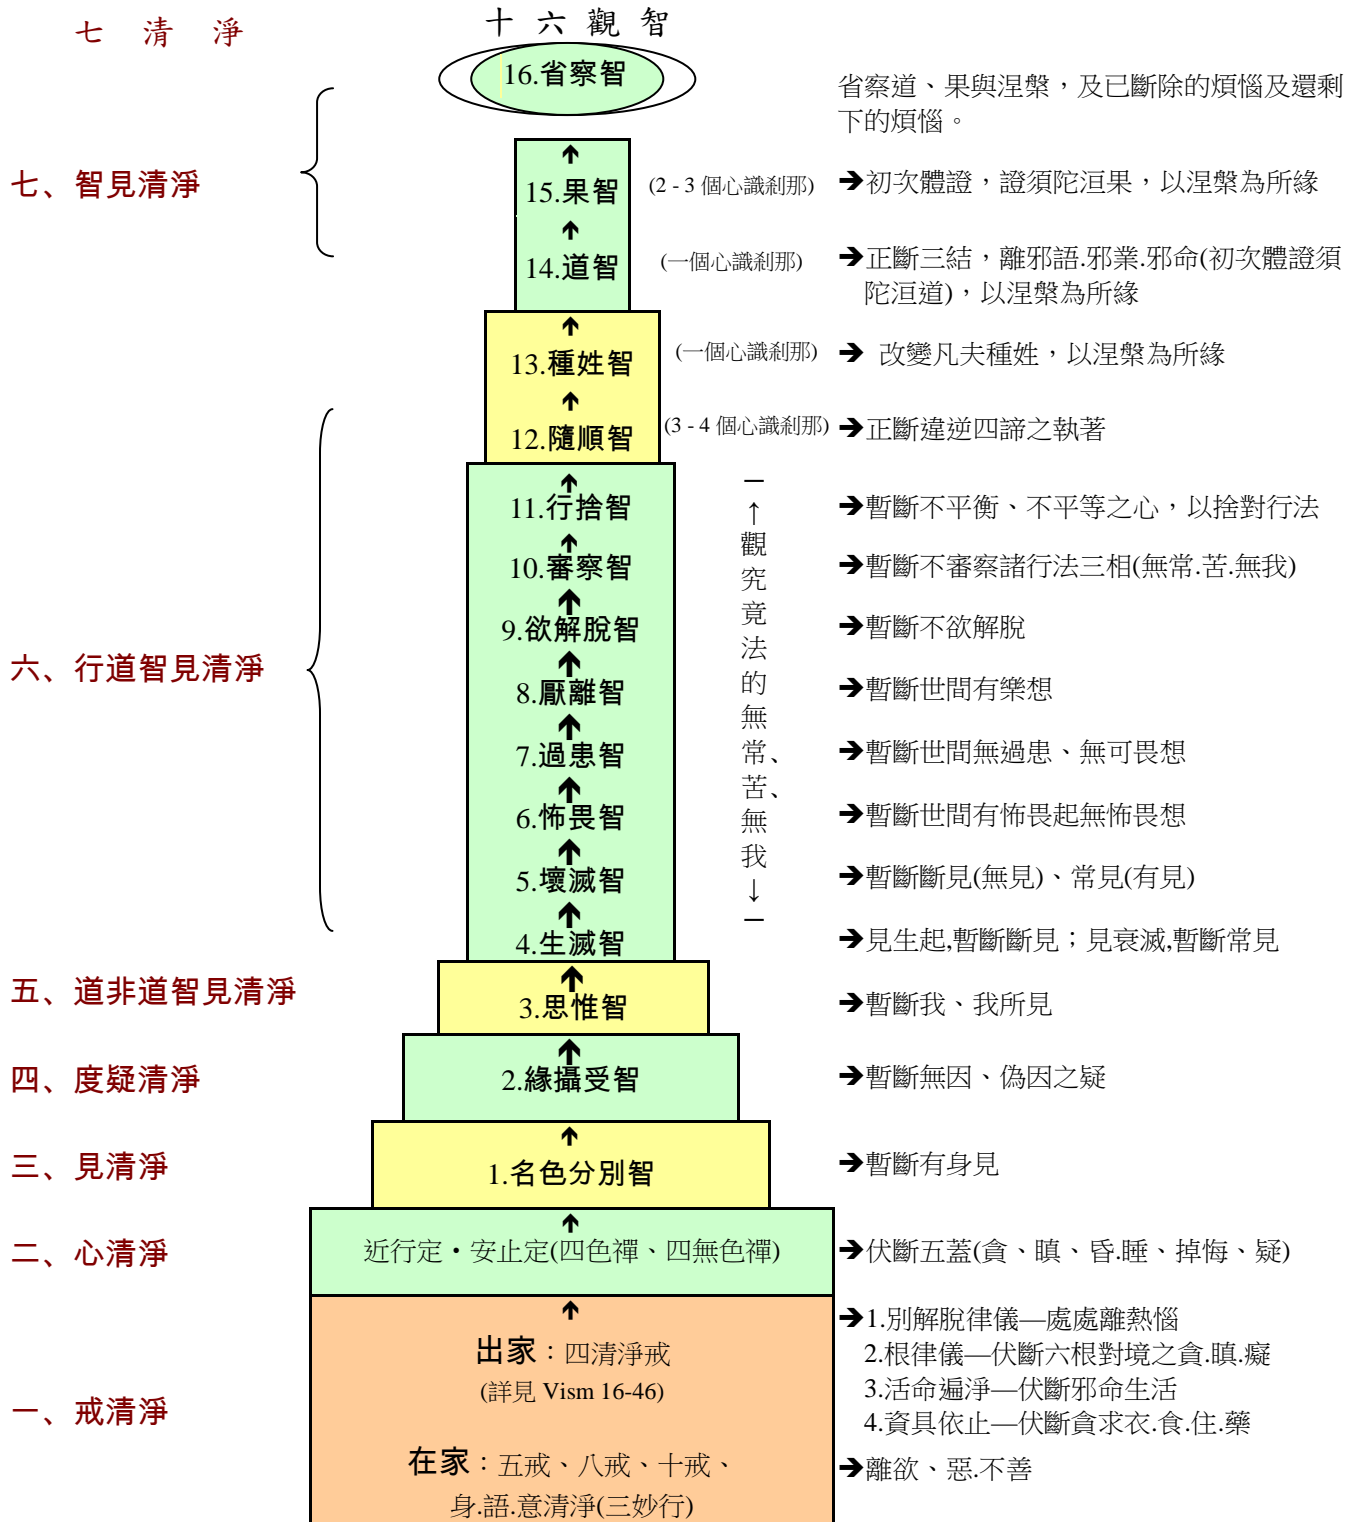 七 清 淨
十 六 觀 智
16.省察智
省察道、果與涅槃，及已斷除的煩惱及還剩
下的煩惱。
七、智見清淨
15.果智
(2 - 3 個心識剎那)
➔初次體證，證須陀洹果，以涅槃為所緣
14.道智
(一個心識剎那)
➔正斷三結，離邪語.邪業.邪命(初次體證須
陀洹道)，以涅槃為所緣
13.種姓智
(一個心識剎那)
➔ 改變凡夫種姓，以涅槃為所緣
12.隨順智
(3 - 4 個心識剎那)
➔正斷違逆四諦之執著
六、行道智見清淨
11.行捨智
➔暫斷不平衡、不平等之心，以捨對行法
10.審察智
➔暫斷不審察諸行法三相(無常.苦.無我)
9.欲解脫智
➔暫斷不欲解脫
8.厭離智
➔暫斷世間有樂想
7.過患智
➔暫斷世間無過患、無可畏想
6.怖畏智
➔暫斷世間有怖畏起無怖畏想
5.壞滅智
➔暫斷斷見(無見)、常見(有見)
4.生滅智
➔見生起,暫斷斷見；見衰滅,暫斷常見
─↑觀究竟法的無常、苦、無我↓─
五、道非道智見清淨
3.思惟智
➔暫斷我、我所見
四、度疑清淨
2.緣攝受智
➔暫斷無因、偽因之疑
三、見清淨
1.名色分別智
➔暫斷有身見
二、心清淨
近行定・安止定(四色禪、四無色禪)
➔伏斷五蓋(貪、瞋、昏.睡、掉悔、疑)
一、戒清淨
出家：四清淨戒
(詳見 Vism 16-46)
➔1.別解脫律儀—處處離熱惱
2.根律儀—伏斷六根對境之貪.瞋.癡
3.活命遍淨—伏斷邪命生活
4.資具依止—伏斷貪求衣.食.住.藥
在家：五戒、八戒、十戒、
身.語.意清淨(三妙行)
➔離欲、惡.不善